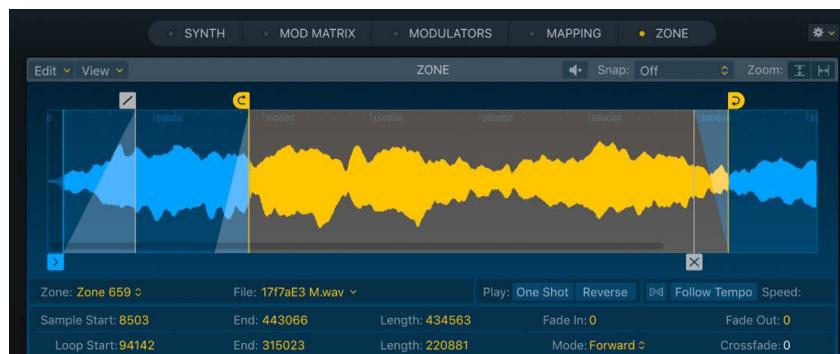 SYNTH MOD MATRIX MODULATORS MAPPING ZONE
Edit View ZONE Snap: Off Zoom:
0 50000 100000 150000 200000 250000 300000 35
Zone: Zone 659 File: 17f7aE3 M.wav Play: One Shot Reverse Follow Tempo Speed:
Sample Start: 8503 End: 443066 Length: 434563 Fade In: 0 Fade Out: 0
Loop Start: 94142 End: 315023 Length: 220881 Mode: Forward Crossfade: 0